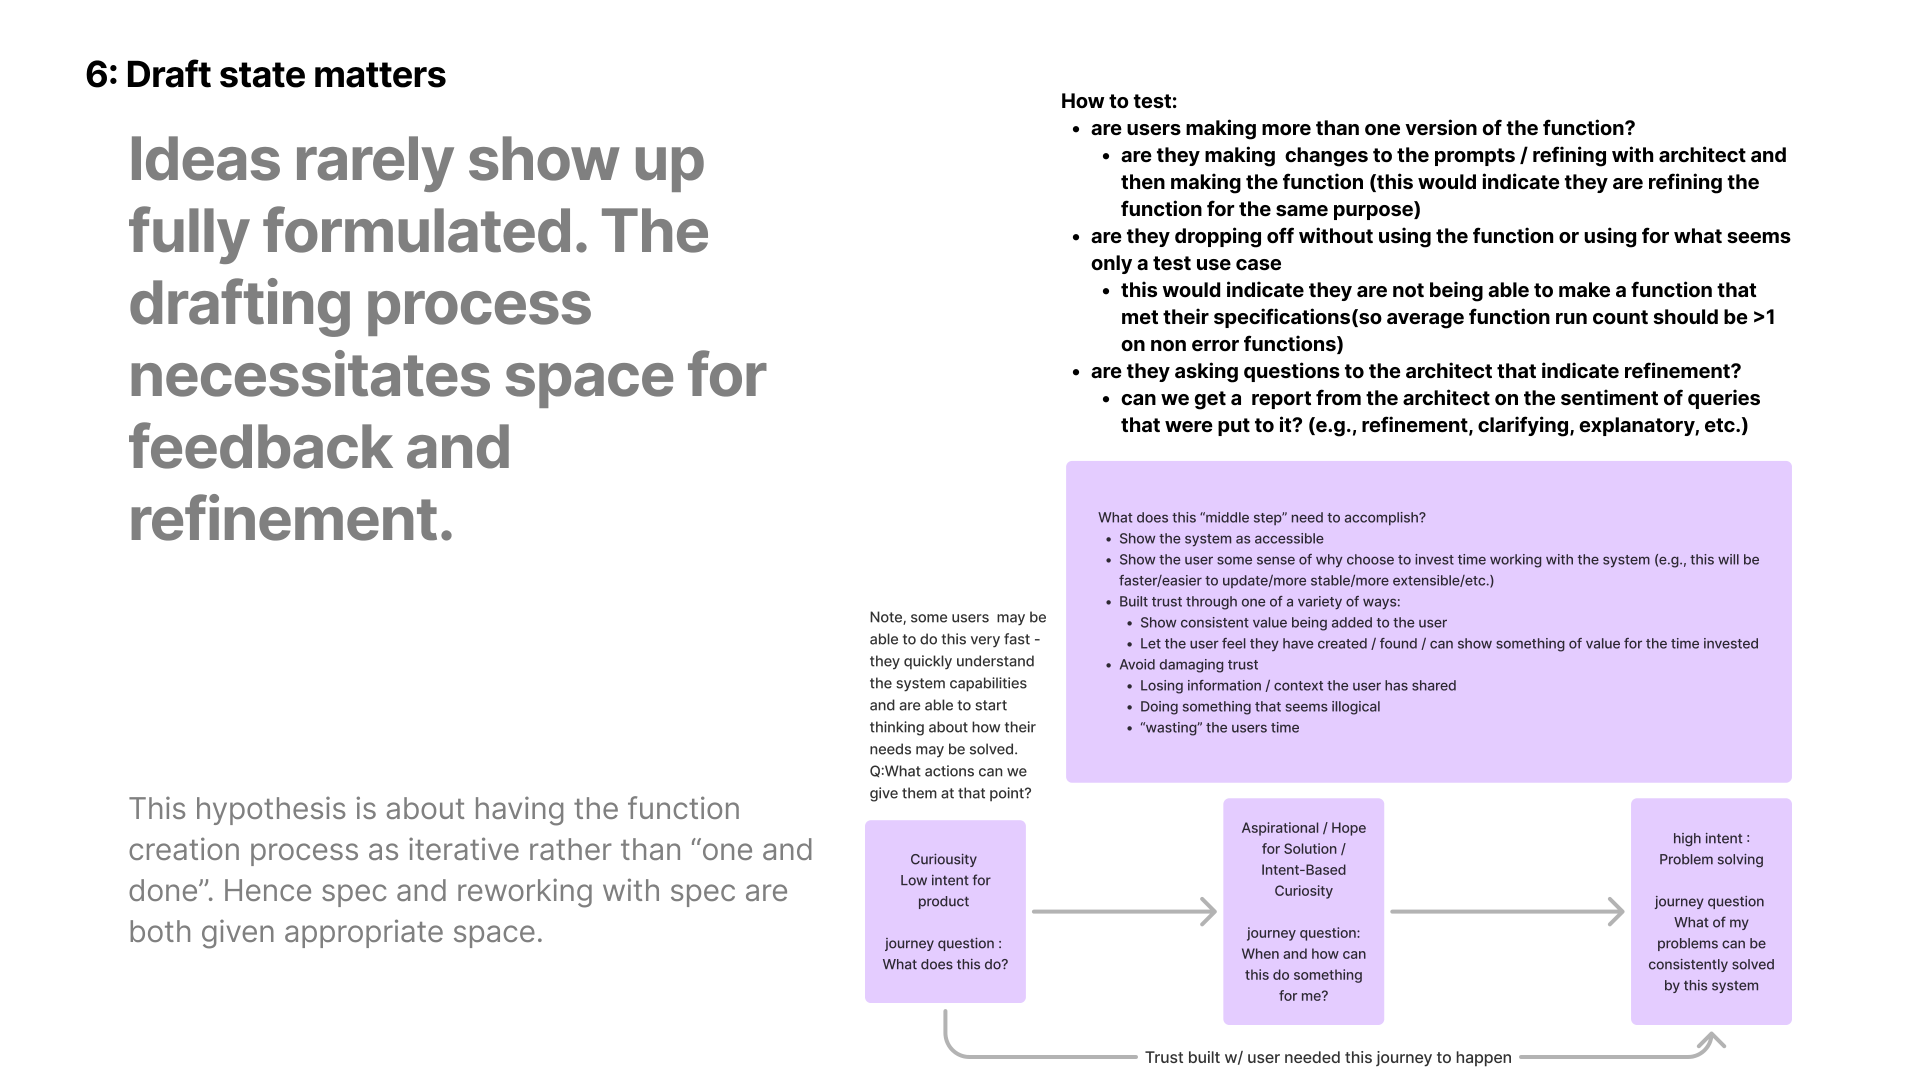 6: Draft state matters
Ideas rarely show up
fully formulated. The
drafting process
necessitates space for
feedback and
refinement.
This hypothesis is about having the function
creation process as iterative rather than “one and
done”. Hence spec and reworking with spec are
both given appropriate space.
How to test:
• are users making more than one version of the function?
• are they making  changes to the prompts / refining with architect and
then making the function (this would indicate they are refining the
function for the same purpose)
• are they dropping off without using the function or using for what seems
only a test use case
• this would indicate they are not being able to make a function that
met their specifications(so average function run count should be >1
on non error functions)
• are they asking questions to the architect that indicate refinement?
• can we get a  report from the architect on the sentiment of queries
that were put to it? (e.g., refinement, clarifying, explanatory, etc.)
What does this “middle step” need to accomplish?
• Show the system as accessible
• Show the user some sense of why choose to invest time working with the system (e.g., this will be
faster/easier to update/more stable/more extensible/etc.)
• Built trust through one of a variety of ways:
• Show consistent value being added to the user
• Let the user feel they have created / found / can show something of value for the time invested
• Avoid damaging trust
• Losing information / context the user has shared
• Doing something that seems illogical
• “wasting” the users time
Note, some users  may be
able to do this very fast -
they quickly understand
the system capabilities
and are able to start
thinking about how their
needs may be solved.
Q:What actions can we
give them at that point?
Curiousity
Low intent for
product
journey question :
What does this do?
Aspirational / Hope
for Solution /
Intent-Based
Curiosity
journey question:
When and how can
this do something
for me?
high intent :
Problem solving
journey question
What of my
problems can be
consistently solved
by this system
Trust built w/ user needed this journey to happen